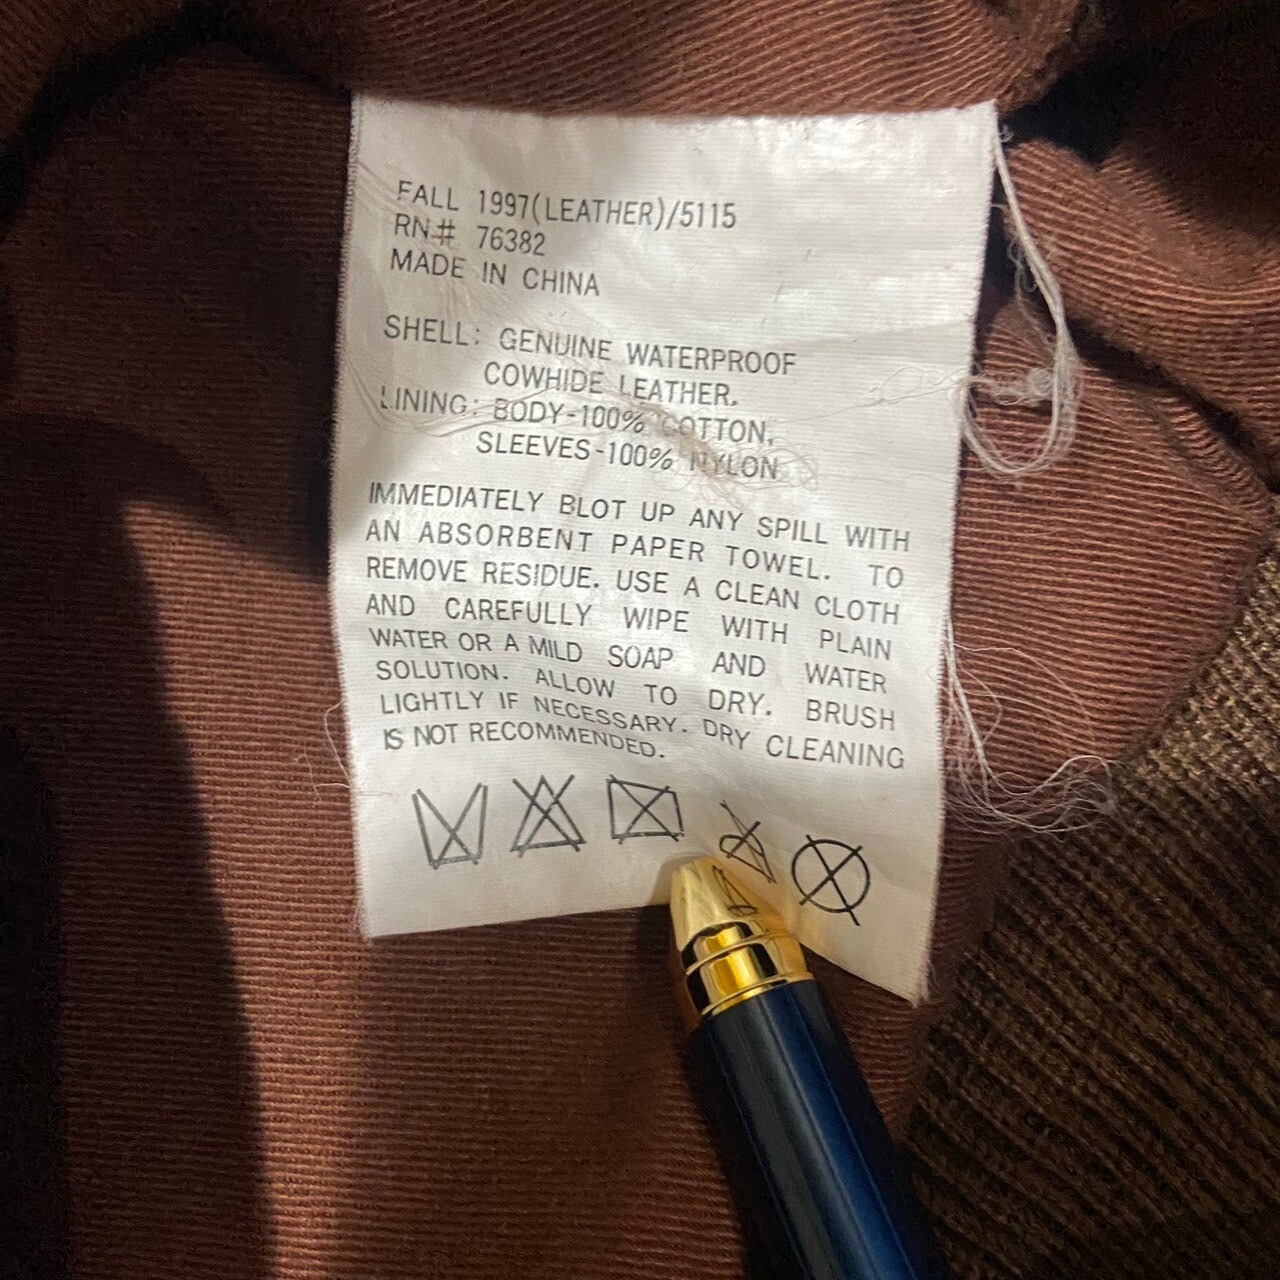 FALL 1997(LEATHER)/5115
RN# 76382
MADE IN CHINA
SHELL: GENUINE WATERPROOF
COWHIDE LEATHER.
LINING: BODY-100% COTTON,
SLEEVES-100% NYLON
IMMEDIATELY BLOT UP ANY SPILL WITH
AN ABSORBENT PAPER TOWEL. TO
REMOVE RESIDUE. USE A CLEAN CLOTH
AND CAREFULLY WIPE WITH PLAIN
WATER OR A MILD SOAP AND WATER
SOLUTION. ALLOW TO DRY. BRUSH
LIGHTLY IF NECESSARY. DRY CLEANING
IS NOT RECOMMENDED.